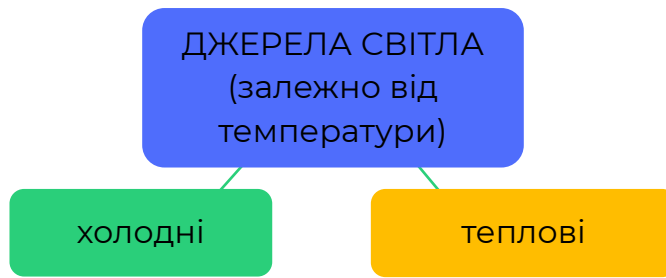 ДЖЕРЕЛА СВІТЛА
(залежно від
температури)
холодні
теплові